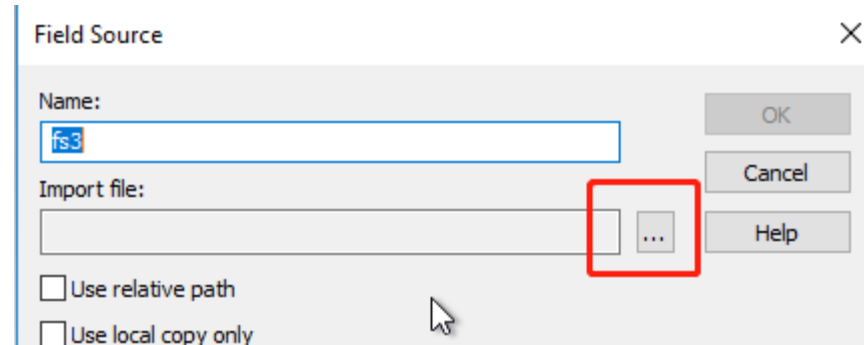 Field Source
Name:
OK
fs3
Cancel
Import file:
...
Help
Use relative path
Use local copy only